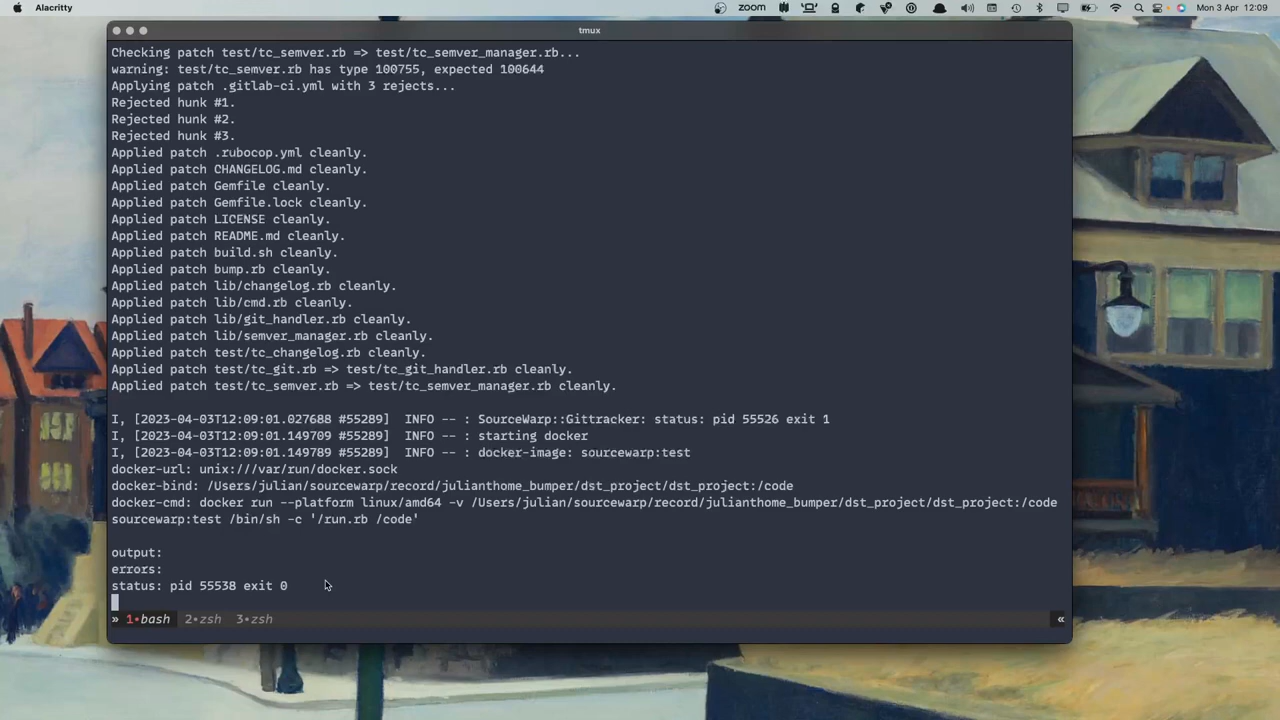 Alacritty
zoom
Mon 3 Apr 12:09
tmux
Checking patch test/tc_semver.rb => test/tc_semver_manager.rb...
warning: test/tc_semver.rb has type 100755, expected 100644
Applying patch .gitlab-ci.yml with 3 rejects...
Rejected hunk #1.
Rejected hunk #2.
Rejected hunk #3.
Applied patch .rubocop.yml cleanly.
Applied patch CHANGELOG.md cleanly.
Applied patch Gemfile cleanly.
Applied patch Gemfile.lock cleanly.
Applied patch LICENSE cleanly.
Applied patch README.md cleanly.
Applied patch build.sh cleanly.
Applied patch bump.rb cleanly.
Applied patch lib/changelog.rb cleanly.
Applied patch lib/cmd.rb cleanly.
Applied patch lib/git_handler.rb cleanly.
Applied patch lib/semver_manager.rb cleanly.
Applied patch test/tc_changelog.rb cleanly.
Applied patch test/tc_git.rb => test/tc_git_handler.rb cleanly.
Applied patch test/tc_semver.rb => test/tc_semver_manager.rb cleanly.
I, [2023-04-03T12:09:01.027688 #55289]  INFO -- : SourceWarp::Gittracker: status: pid 55526 exit 1
I, [2023-04-03T12:09:01.149709 #55289]  INFO -- : starting docker
I, [2023-04-03T12:09:01.149789 #55289]  INFO -- : docker-image: sourcewarp:test
docker-url: unix:///var/run/docker.sock
docker-bind: /Users/julian/sourcewarp/record/julianthome_bumper/dst_project/dst_project:/code
docker-cmd: docker run --platform linux/amd64 -v /Users/julian/sourcewarp/record/julianthome_bumper/dst_project/dst_project:/code
sourcewarp:test /bin/sh -c '/run.rb /code'
output:
errors:
status: pid 55538 exit 0
» 1•bash 2•zsh 3•zsh «